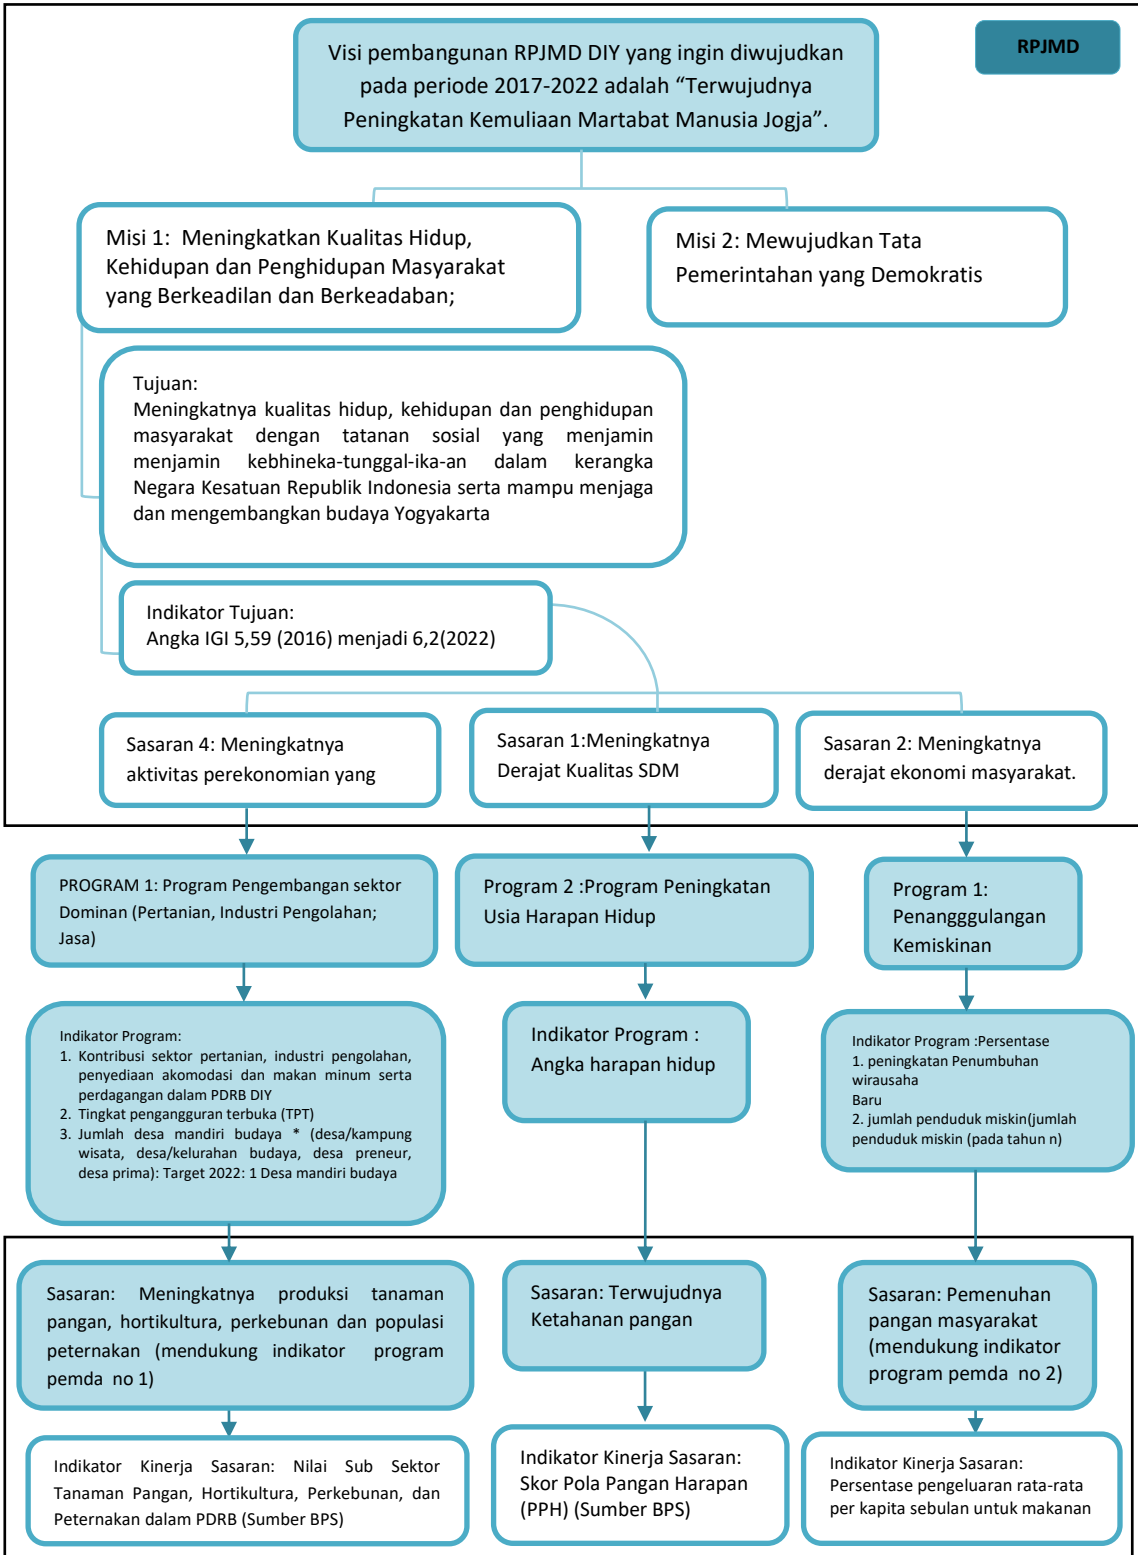 Visi pembangunan RPJMD DIY yang ingin diwujudkan
pada periode 2017-2022 adalah “Terwujudnya
Peningkatan Kemuliaan Martabat Manusia Jogja”.
RPJMD
Misi 1: Meningkatkan Kualitas Hidup,
Kehidupan dan Penghidupan Masyarakat
yang Berkeadilan dan Berkeadaban;
Misi 2: Mewujudkan Tata
Pemerintahan yang Demokratis
Tujuan:
Meningkatnya kualitas hidup, kehidupan dan penghidupan
masyarakat dengan tatanan sosial yang menjamin
menjamin kebhineka-tunggal-ika-an dalam kerangka
Negara Kesatuan Republik Indonesia serta mampu menjaga
dan mengembangkan budaya Yogyakarta
Indikator Tujuan:
Angka IGI 5,59 (2016) menjadi 6,2(2022)
Sasaran 4: Meningkatnya
aktivitas perekonomian yang
Sasaran 1:Meningkatnya
Derajat Kualitas SDM
Sasaran 2: Meningkatnya
derajat ekonomi masyarakat.
PROGRAM 1: Program Pengembangan sektor
Dominan (Pertanian, Industri Pengolahan;
Jasa)
Program 2 :Program Peningkatan
Usia Harapan Hidup
Program 1:
Penangggulangan
Kemiskinan
Indikator Program:
1. Kontribusi sektor pertanian, industri pengolahan,
penyediaan akomodasi dan makan minum serta
perdagangan dalam PDRB DIY
2. Tingkat pengangguran terbuka (TPT)
3. Jumlah desa mandiri budaya * (desa/kampung
wisata, desa/kelurahan budaya, desa preneur,
desa prima): Target 2022: 1 Desa mandiri budaya
Indikator Program :
Angka harapan hidup
Indikator Program :Persentase
1. peningkatan Penumbuhan
wirausaha
Baru
2. jumlah penduduk miskin(jumlah
penduduk miskin (pada tahun n)
Sasaran: Meningkatnya produksi tanaman
pangan, hortikultura, perkebunan dan populasi
peternakan (mendukung indikator program
pemda no 1)
Sasaran: Terwujudnya
Ketahanan pangan
Sasaran: Pemenuhan
pangan masyarakat
(mendukung indikator
program pemda no 2)
Indikator Kinerja Sasaran: Nilai Sub Sektor
Tanaman Pangan, Hortikultura, Perkebunan, dan
Peternakan dalam PDRB (Sumber BPS)
Indikator Kinerja Sasaran:
Skor Pola Pangan Harapan
(PPH) (Sumber BPS)
Indikator Kinerja Sasaran:
Persentase pengeluaran rata-rata
per kapita sebulan untuk makanan